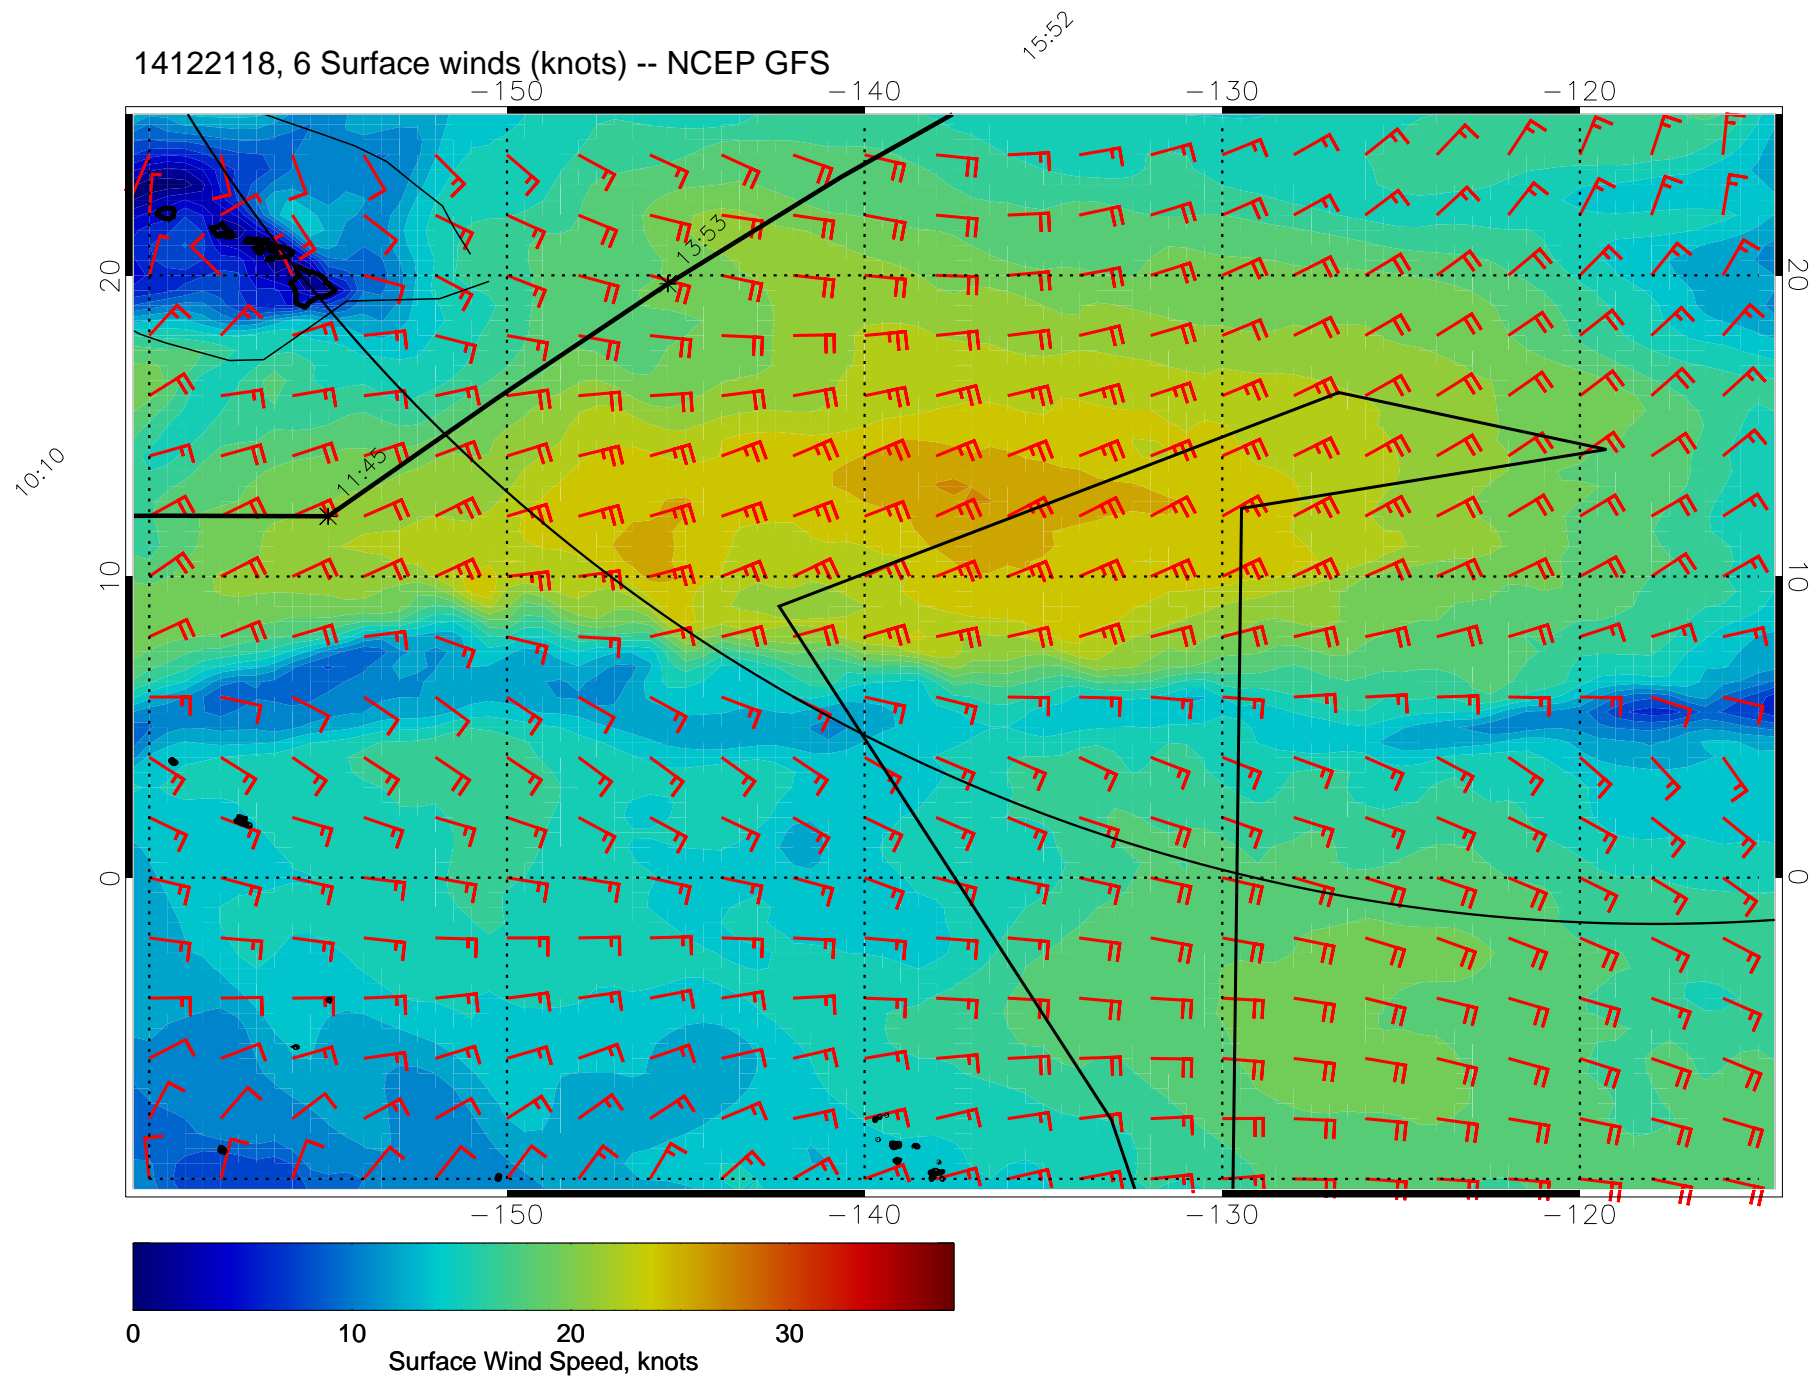 15:52
14122118, 6 Surface winds (knots) -- NCEP GFS
-150 -140 -130 -120
13:53
20 20
11:45
10:10
10 10
0 0
-150 -140 -130 -120
0 10 20 30
Surface Wind Speed, knots